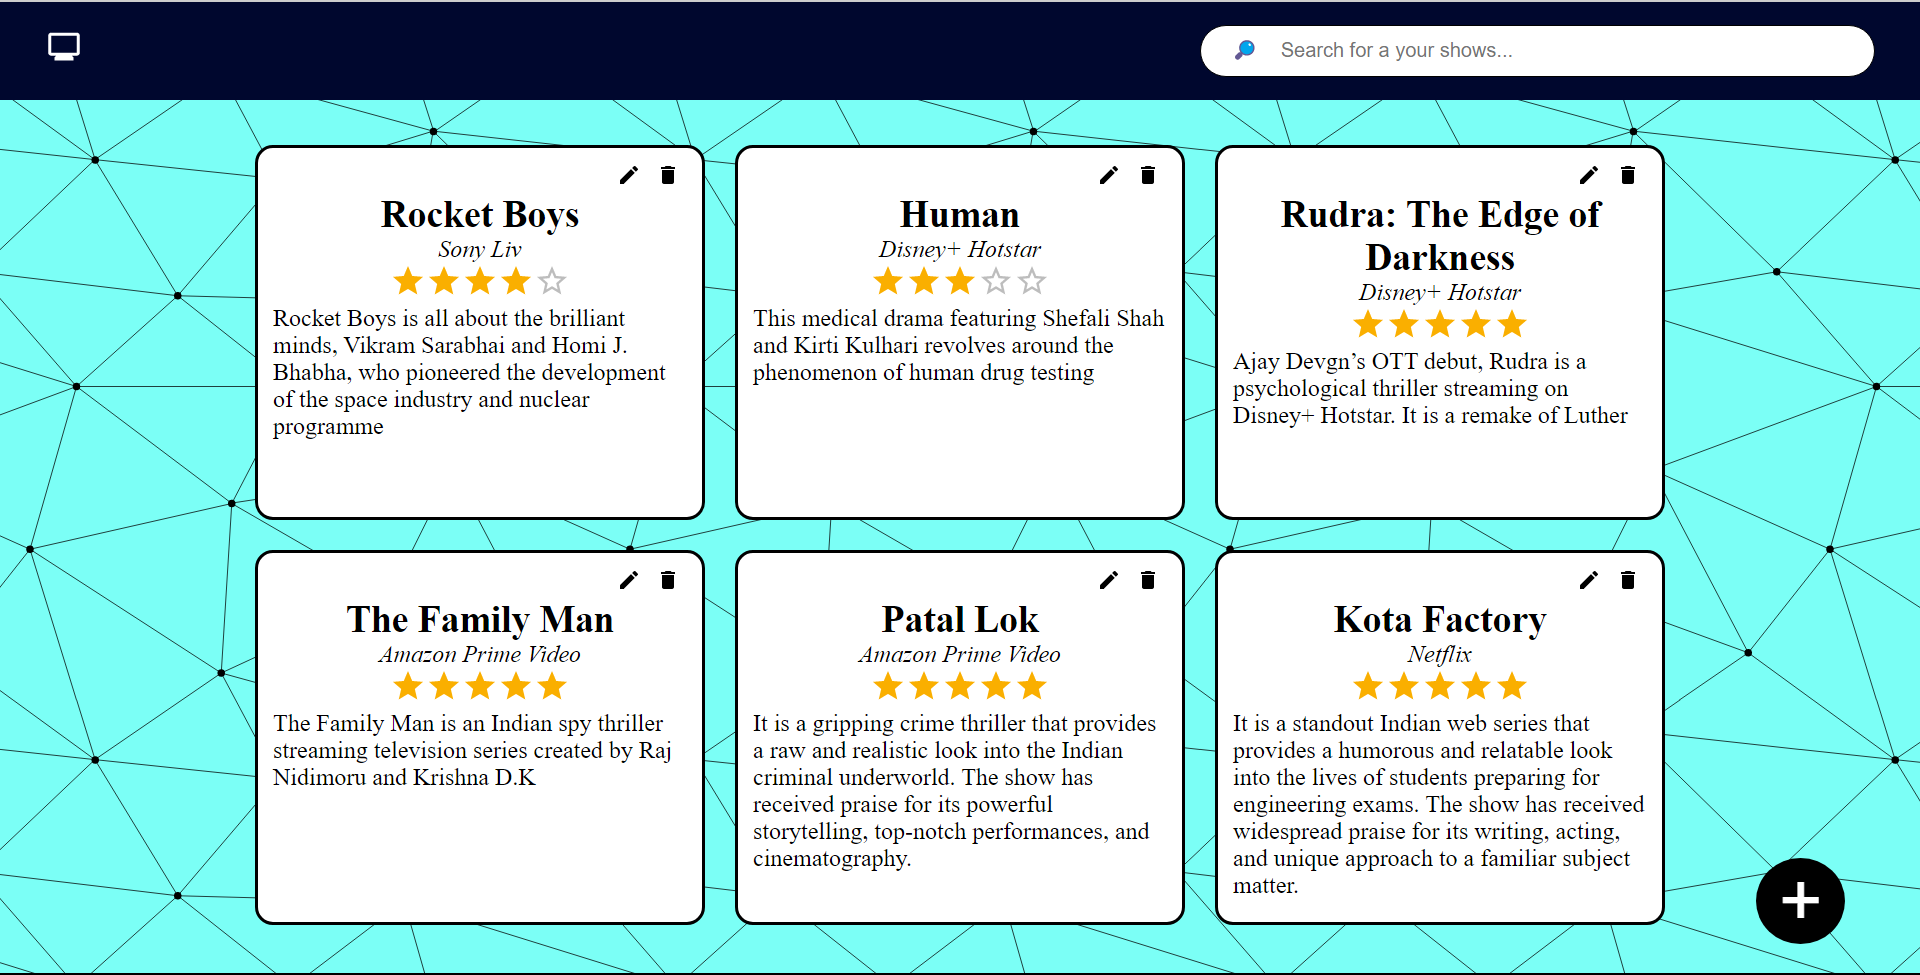 Search for a your shows...
Rocket Boys
Sony Liv
Rocket Boys is all about the brilliant
minds, Vikram Sarabhai and Homi J.
Bhabha, who pioneered the development
of the space industry and nuclear
programme
Human
Disney+ Hotstar
This medical drama featuring Shefali Shah
and Kirti Kulhari revolves around the
phenomenon of human drug testing
Rudra: The Edge of
Darkness
Disney+ Hotstar
Ajay Devgn’s OTT debut, Rudra is a
psychological thriller streaming on
Disney+ Hotstar. It is a remake of Luther
The Family Man
Amazon Prime Video
The Family Man is an Indian spy thriller
streaming television series created by Raj
Nidimoru and Krishna D.K
Patal Lok
Amazon Prime Video
It is a gripping crime thriller that provides
a raw and realistic look into the Indian
criminal underworld. The show has
received praise for its powerful
storytelling, top-notch performances, and
cinematography.
Kota Factory
Netflix
It is a standout Indian web series that
provides a humorous and relatable look
into the lives of students preparing for
engineering exams. The show has received
widespread praise for its writing, acting,
and unique approach to a familiar subject
matter.